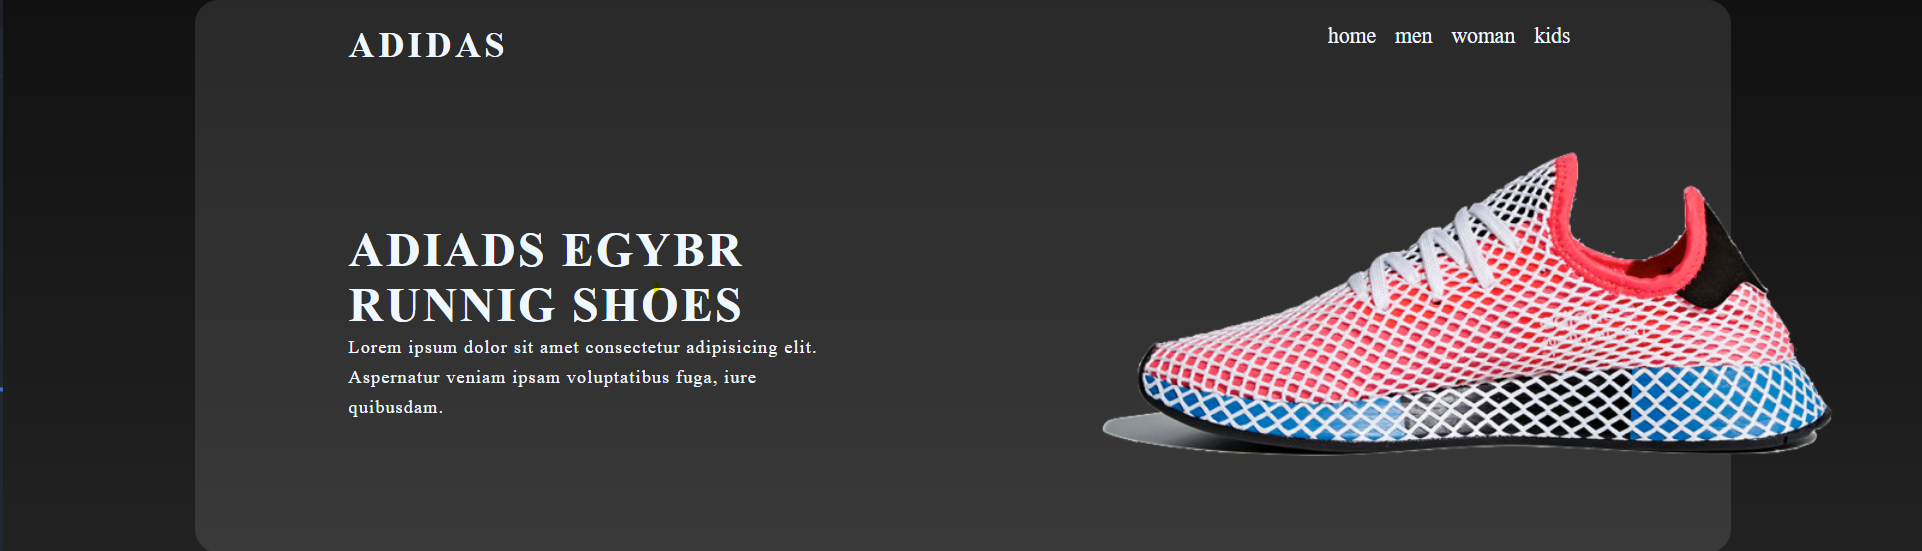 ADIDAS
home men woman kids
ADIADS EGYBR
RUNNIG SHOES
Lorem ipsum dolor sit amet consectetur adipisicing elit.
Aspernatur veniam ipsam voluptatibus fuga, iure
quibusdam.